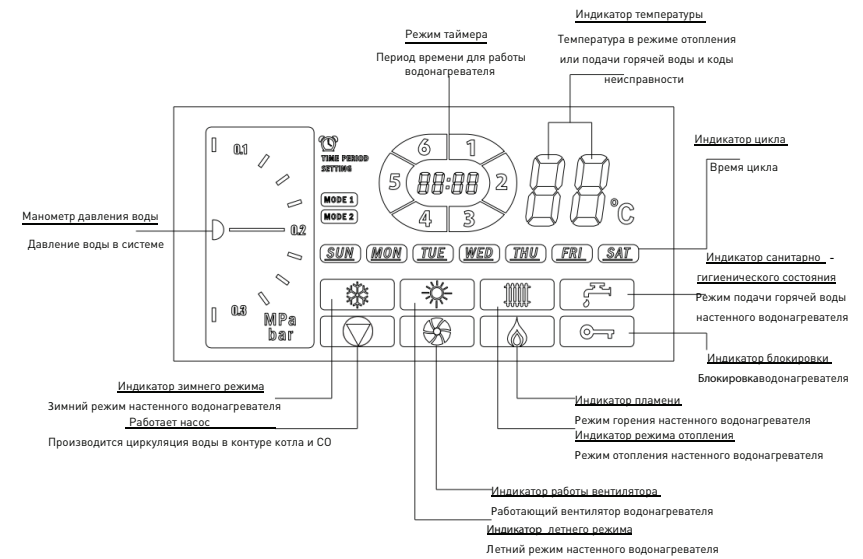 Индикатор температуры
Температура в режиме отопления
или подачи горячей воды и коды
неисправности
Режим таймера
Период времени для работы
водонагревателя
Индикатор цикла
Время цикла
Манометр давления воды
Давление воды в системе
0.1
0.2
0.3
MPa
bar
TIME PERIOD
SETTING
MODE 1
MODE 2
6 1
5 88:88 2
4 3
88 °C
SUN MON TUE WED THU FRI SAT
Индикатор санитарно -
гигиенического состояния
Режим подачи горячей воды
настенного водонагревателя
Индикатор блокировки
Блокировкаводонагревателя
Индикатор зимнего режима
Зимний режим настенного водонагревателя
Работает насос
Производится циркуляция воды в контуре котла и СО
Индикатор пламени
Режим горения настенного водонагревателя
Индикатор режима отопления
Режим отопления настенного водонагревателя
Индикатор работы вентилятора
Работающий вентилятор водонагревателя
Индикатор летнего режима
Летний режим настенного водонагревателя